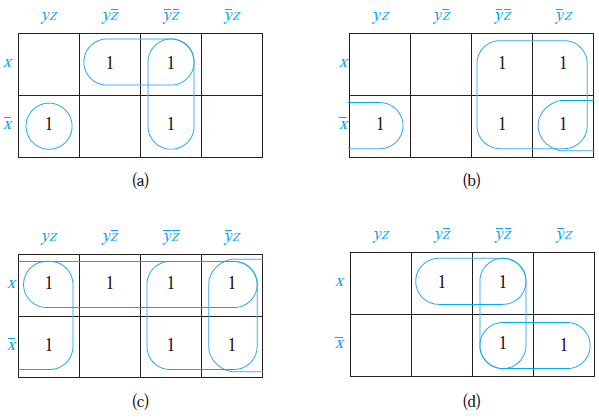 yz yz̄ ȳz̄ ȳz yz yz̄ ȳz̄ ȳz
x 1 1 x 1 1
x̄ 1 1 x̄ 1 1 1
(a) (b)
yz yz̄ ȳz̄ ȳz yz yz̄ ȳz̄ ȳz
x 1 1 1 1 x 1 1
x̄ 1 1 1 x̄ 1 1
(c) (d)